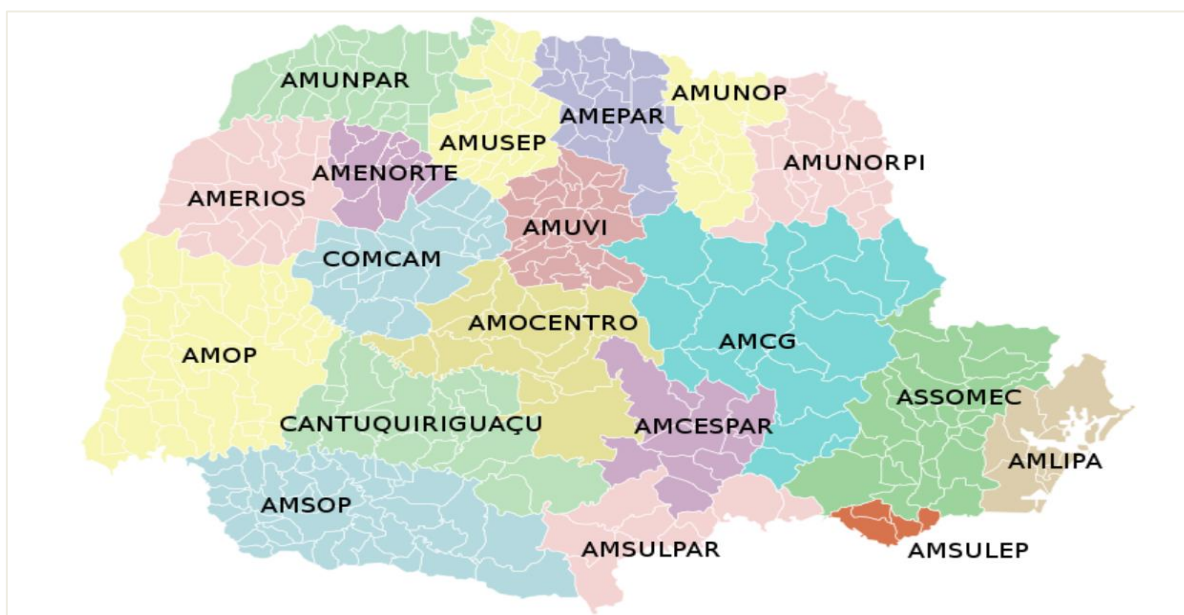 AMUNPAR
AMUNOP
AMEPAR
AMUSEP
AMUNORPI
AMENORTE
AMERIOS
AMUVI
COMCAM
AMOCENTRO
AMCG
AMOP
ASSOMEC
CANTUQUIRIGUAÇU
AMCESPAR
AMLIPA
AMSOP
AMSULPAR
AMSULEP